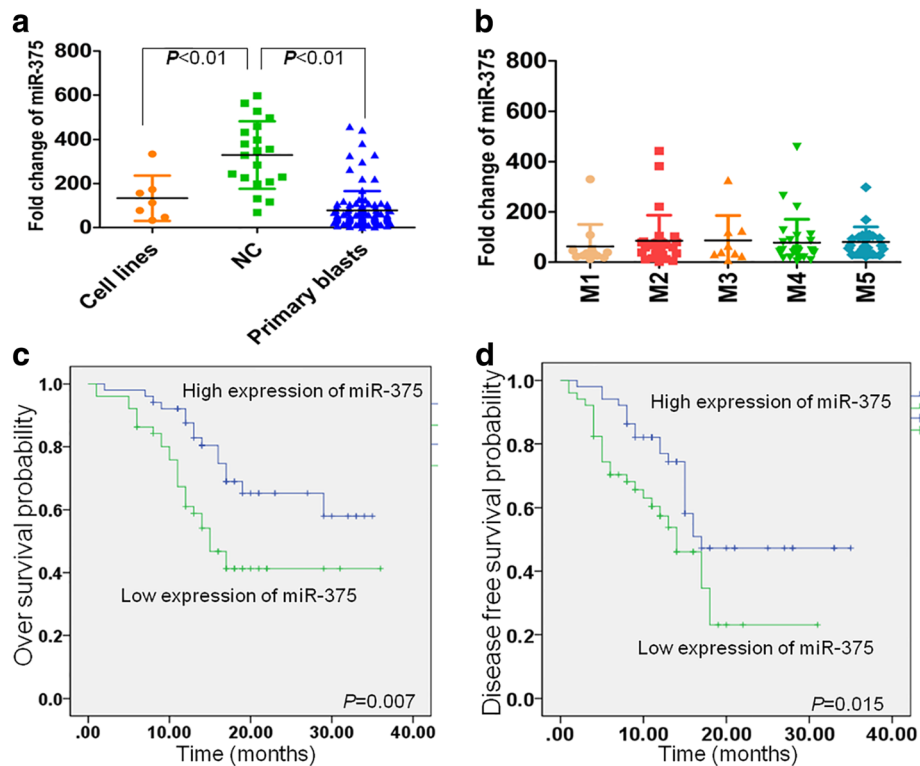 a
800
600
400
200
0
Fold change of miR-375
P<0.01
P<0.01
Cell lines
NC
Primary blasts
b
800
600
400
200
0
Fold change of miR-375
M1
M2
M3
M4
M5
c
1.0
0.8
0.6
0.4
0.2
0.0
Over survival probability
High expression of miR-375
Low expression of miR-375
P=0.007
.00 10.00 20.00 30.00 40.00
Time (months)
d
1.0
0.8
0.6
0.4
0.2
0.0
Disease free survival probability
High expression of miR-375
Low expression of miR-375
P=0.015
.00 10.00 20.00 30.00 40.00
Time (months)